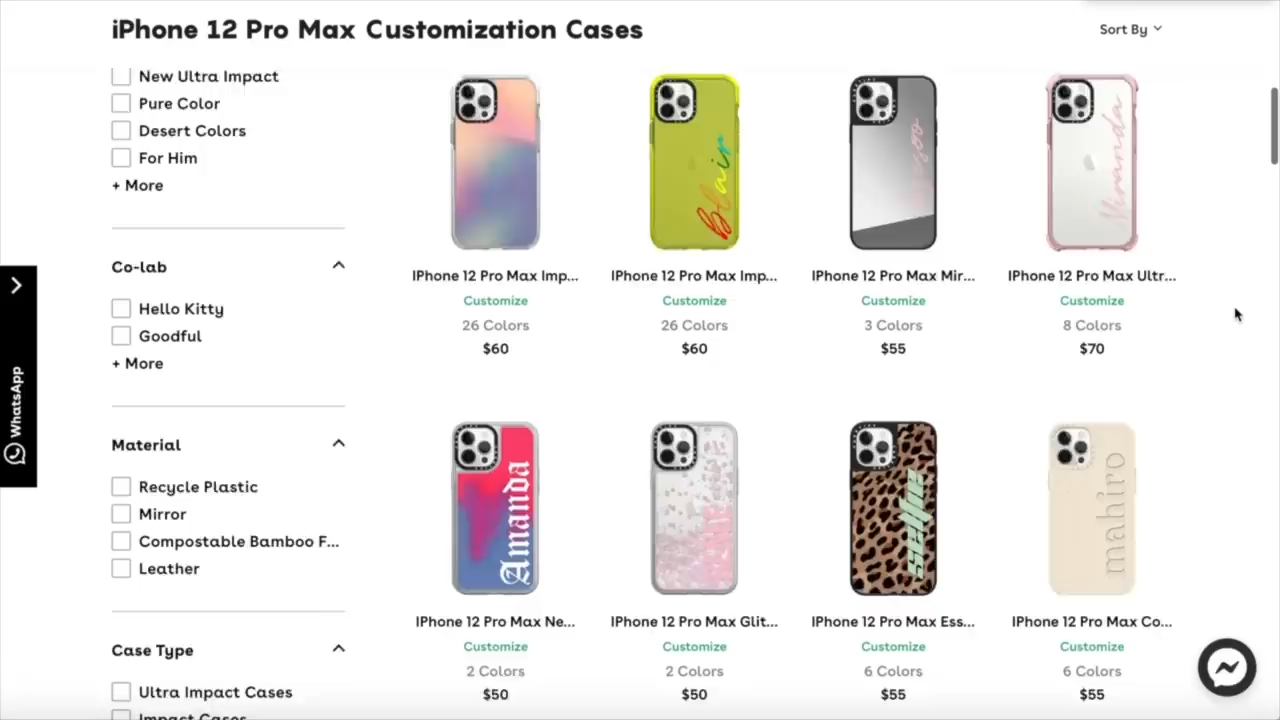 iPhone 12 Pro Max Customization Cases
Sort By
New Ultra Impact
Pure Color
Desert Colors
For Him
+ More
Co-lab
Hello Kitty
Goodful
+ More
Material
Recycle Plastic
Mirror
Compostable Bamboo F...
Leather
Case Type
Ultra Impact Cases
Impact Cases
WhatsApp
Blair
Miranda
IPhone 12 Pro Max Imp... IPhone 12 Pro Max Imp... IPhone 12 Pro Max Mir... IPhone 12 Pro Max Ultr...
Customize Customize Customize Customize
26 Colors 26 Colors 3 Colors 8 Colors
$60 $60 $55 $70
Amanda
selfies
mahiro
IPhone 12 Pro Max Ne... IPhone 12 Pro Max Glit... IPhone 12 Pro Max Ess... IPhone 12 Pro Max Co...
Customize Customize Customize Customize
2 Colors 2 Colors 6 Colors 6 Colors
$50 $50 $55 $55